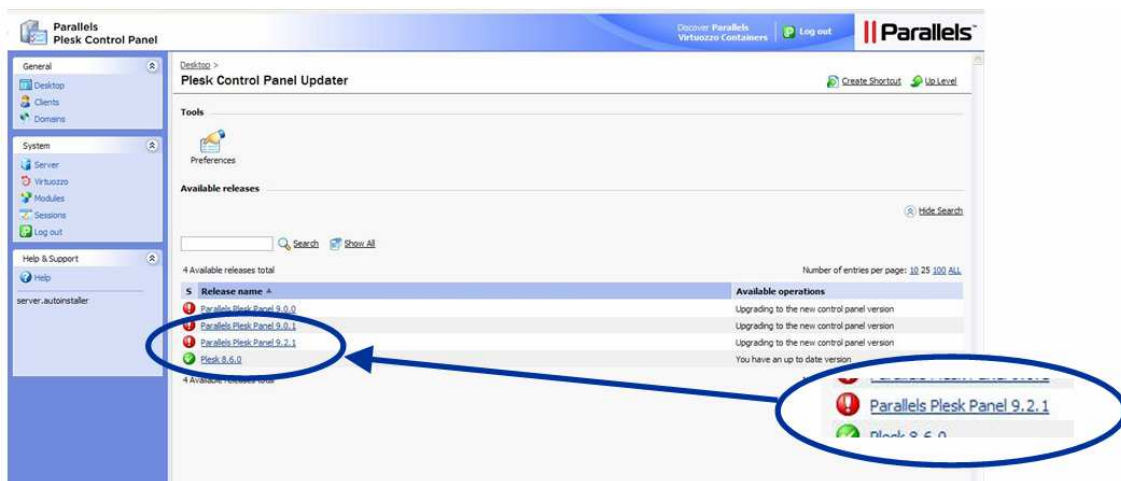 Parallels
Plesk Control Panel
Discover Parallels
Virtuozzo Containers
Log out
Parallels™
General
Desktop
Clients
Domains
System
Server
Virtuozzo
Modules
Sessions
Log out
Help & Support
Help
server.autoinstaller
Desktop >
Plesk Control Panel Updater
Create Shortcut
Up Level
Tools
Preferences
Available releases
Hide Search
Search
Show All
4 Available releases total
Number of entries per page: 10 25 100 ALL
S Release name Available operations
Parallels Plesk Panel 9.0.0 Upgrading to the new control panel version
Parallels Plesk Panel 9.0.1 Upgrading to the new control panel version
Parallels Plesk Panel 9.2.1 Upgrading to the new control panel version
Plesk 8.6.0 You have an up to date version
4 Available releases total
Parallels Plesk Panel 9.2.1
Plesk 8.6.0